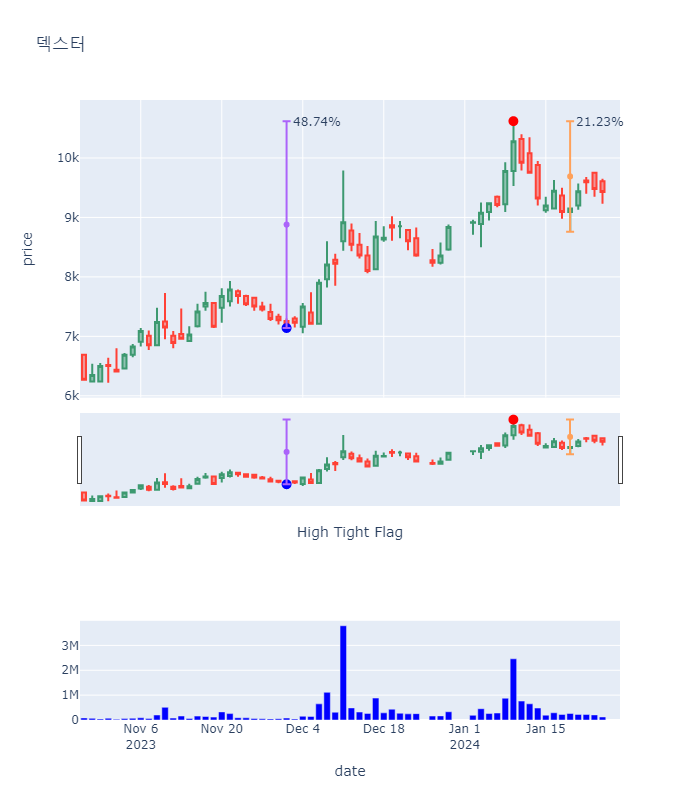 덱스터
48.74%
21.23%
10k
9k
8k
7k
6k
price
High Tight Flag
3M
2M
1M
0
Nov 6
2023
Nov 20
Dec 4
Dec 18
Jan 1
2024
Jan 15
date